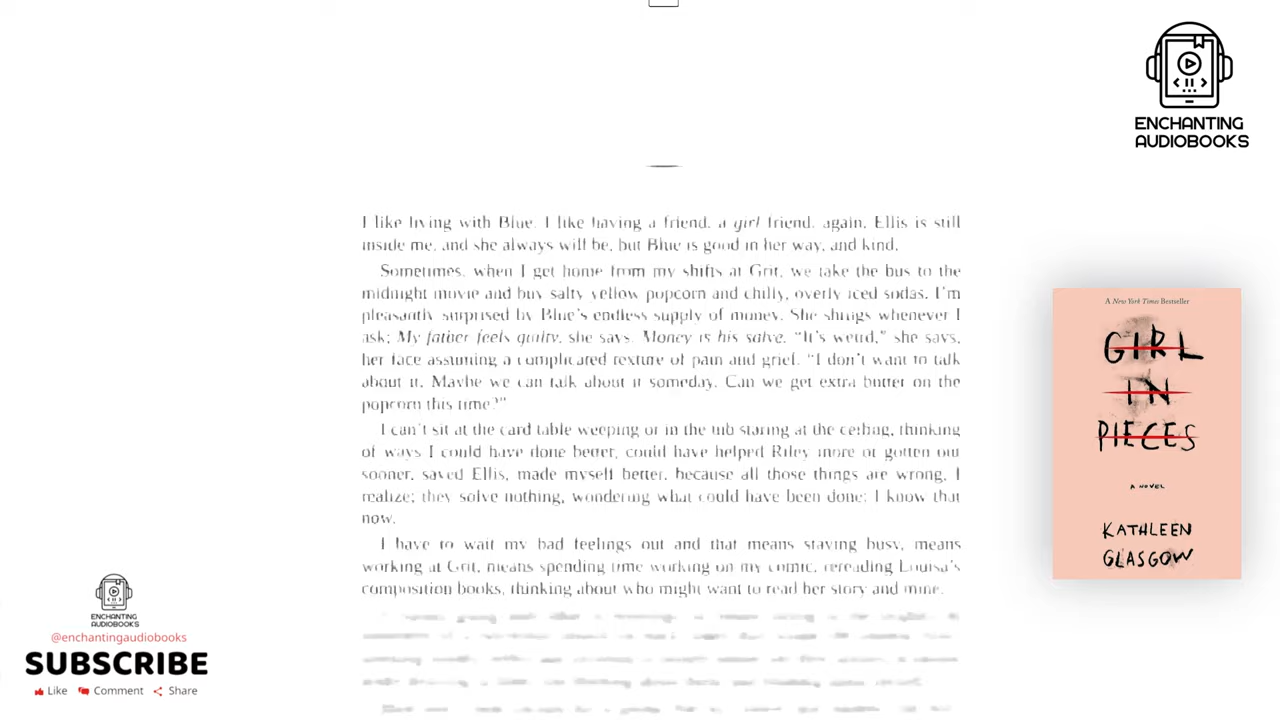 ENCHANTING
AUDIOBOOKS
I like living with Blue. I like having a friend, a girl friend, again. Ellis is still
inside me, and she always will be, but Blue is good in her way, and kind.
Sometimes, when I get home from my shifts at Grit, we take the bus to the
midnight movie and buy salty yellow popcorn and chilly, overly iced sodas. I'm
pleasantly surprised by Blue's endless supply of money. She shrugs whenever I
ask; My father feels guilty, she says. Money is his salve. “It's weird,” she says,
her face assuming a complicated texture of pain and grief. “I don't want to talk
about it. Maybe we can talk about it someday. Can we get extra butter on the
popcorn this time?”
I can't sit at the card table weeping or in the tub staring at the ceiling, thinking
of ways I could have done better, could have helped Riley more or gotten out
sooner, saved Ellis, made myself better, because all those things are wrong, I
realize; they solve nothing, wondering what could have been done; I know that
now.
I have to wait my bad feelings out and that means staying busy, means
working at Grit, means spending time working on my comic, rereading Louisa's
composition books, thinking about who might want to read her story and mine.
A New York Times Bestseller
GIRL
IN
PIECES
A NOVEL
KATHLEEN
GLASGOW
ENCHANTING
AUDIOBOOKS
@enchantingaudiobooks
SUBSCRIBE
Like Comment Share